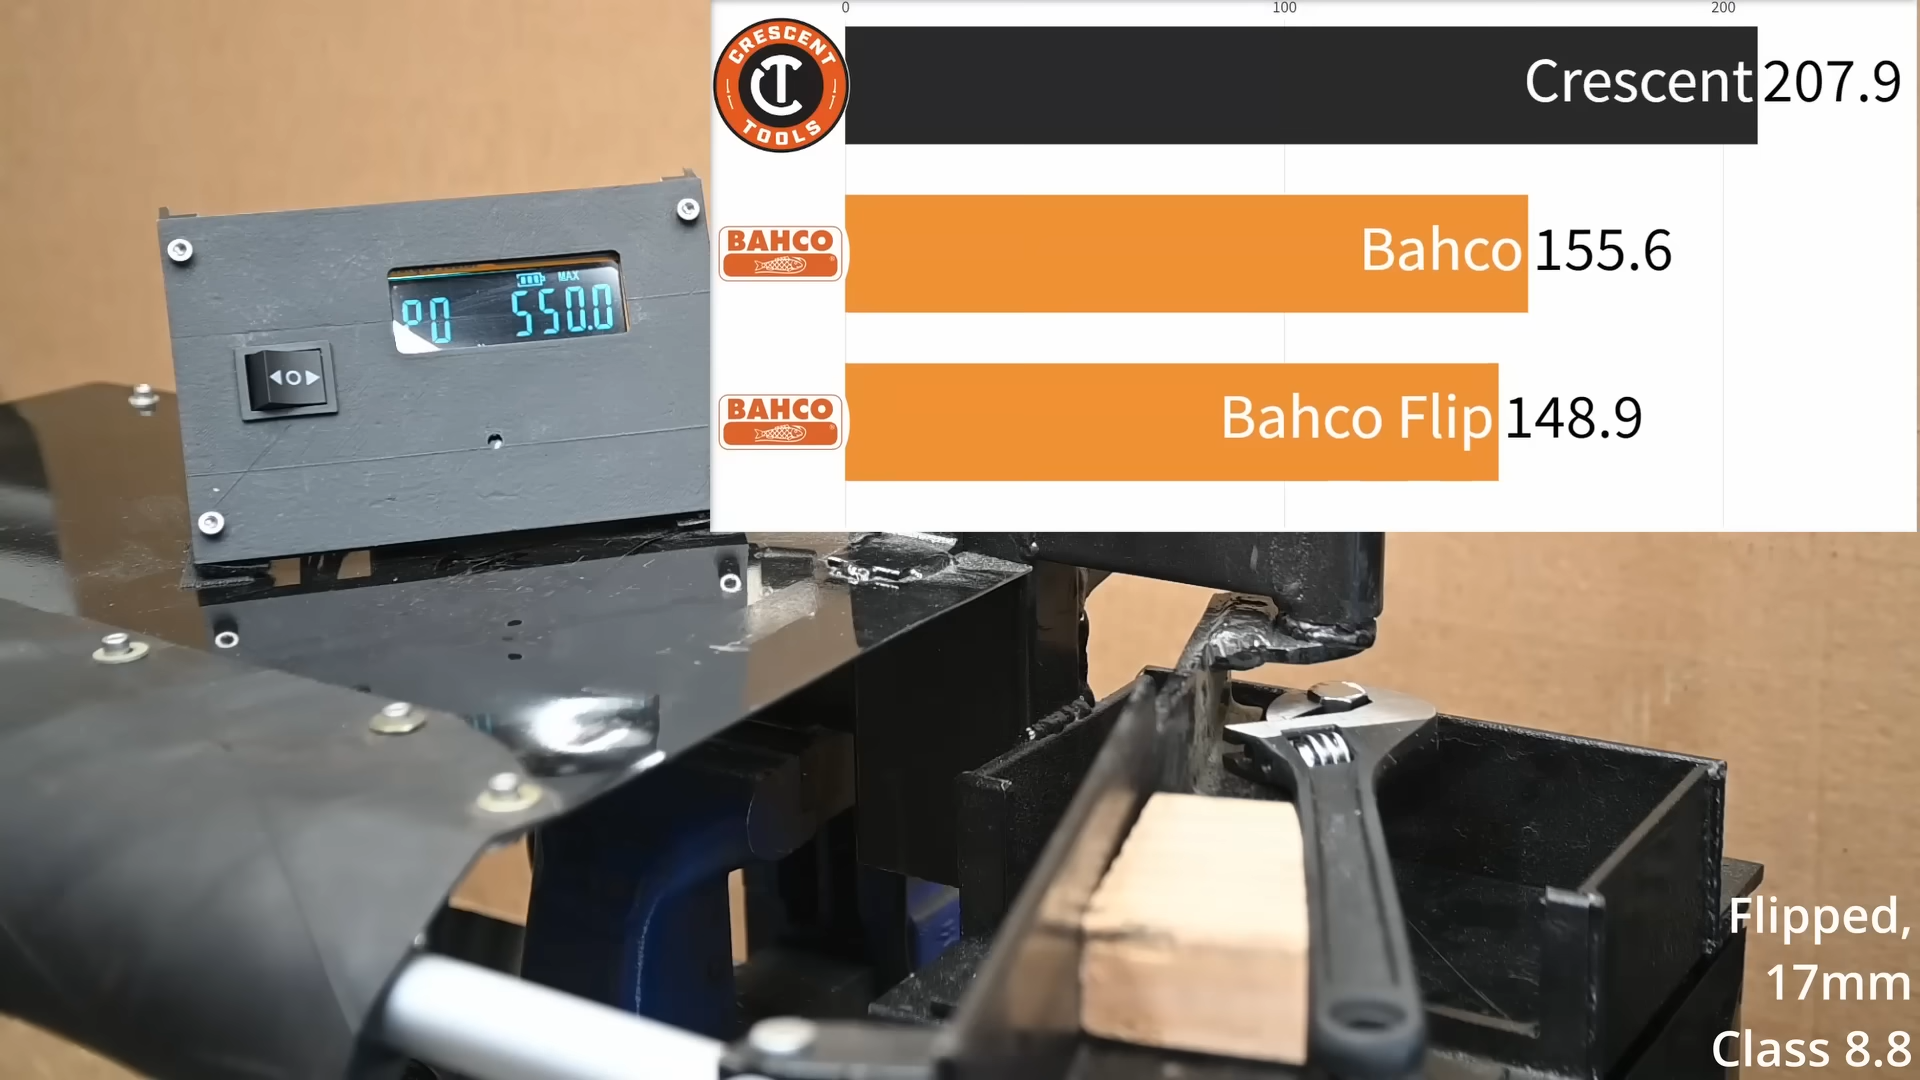 0 100 200
CRESCENT
TOOLS
Crescent 207.9
BAHCO
Bahco 155.6
BAHCO
Bahco Flip 148.9
MAX
P0 550.0
O
Flipped,
17mm
Class 8.8